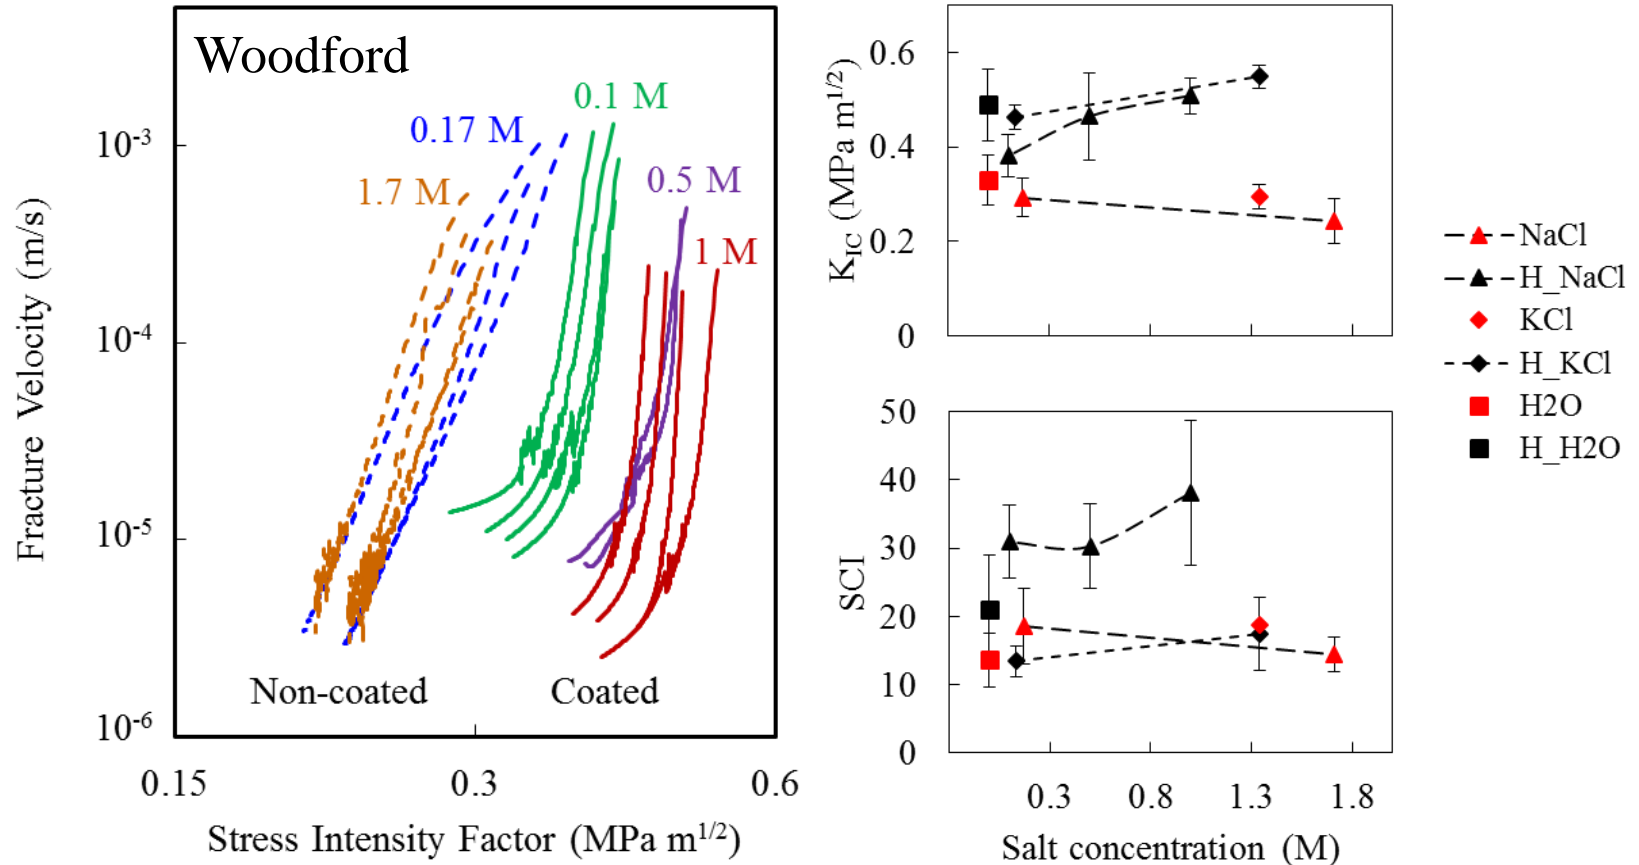 Woodford
0.1 M
0.17 M
0.5 M
1.7 M
1 M
10-3
10-4
10-5
10-6
Fracture Velocity (m/s)
Non-coated
Coated
0.15
0.3
0.6
Stress Intensity Factor (MPa m1/2)
KIC (MPa m1/2)
0.6
0.4
0.2
0
SCI
50
40
30
20
10
0
0.3
0.8
1.3
1.8
Salt concentration (M)
NaCl
H_NaCl
KCl
H_KCl
H2O
H_H2O